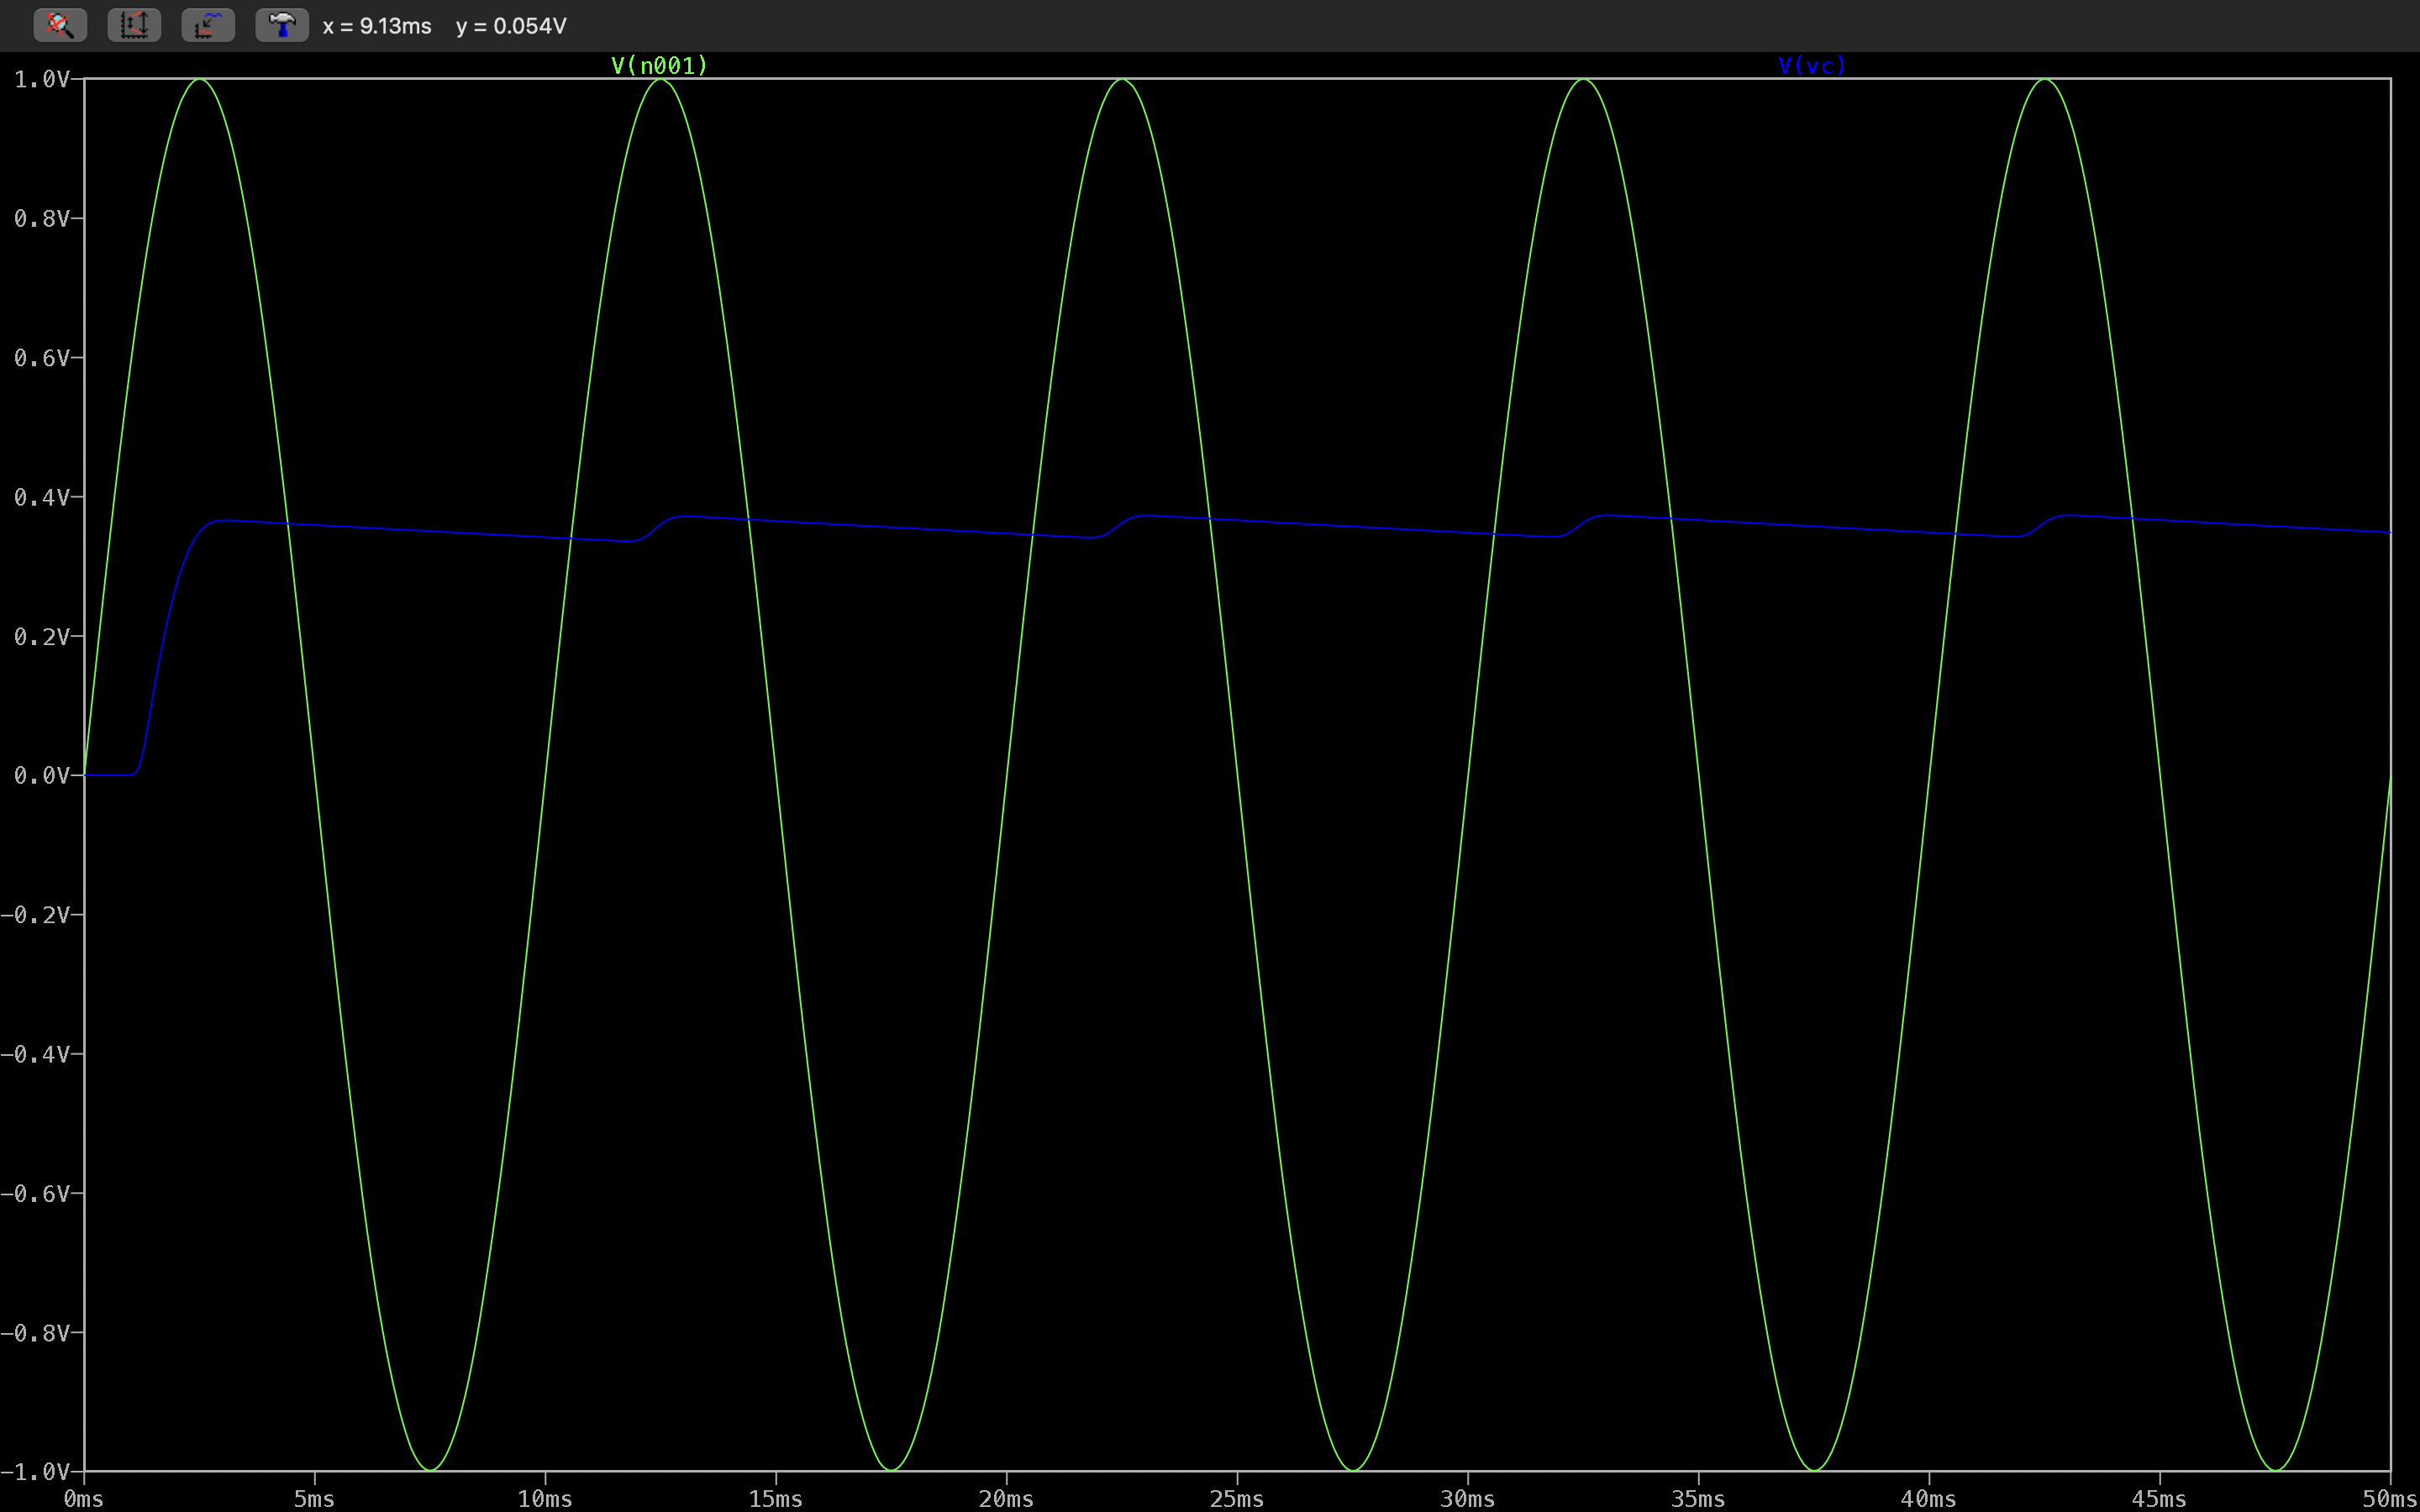 x = 9.13ms y = 0.054V
V(n001) V(vc)
1.0V
0.8V
0.6V
0.4V
0.2V
0.0V
-0.2V
-0.4V
-0.6V
-0.8V
-1.0V
0ms 5ms 10ms 15ms 20ms 25ms 30ms 35ms 40ms 45ms 50ms